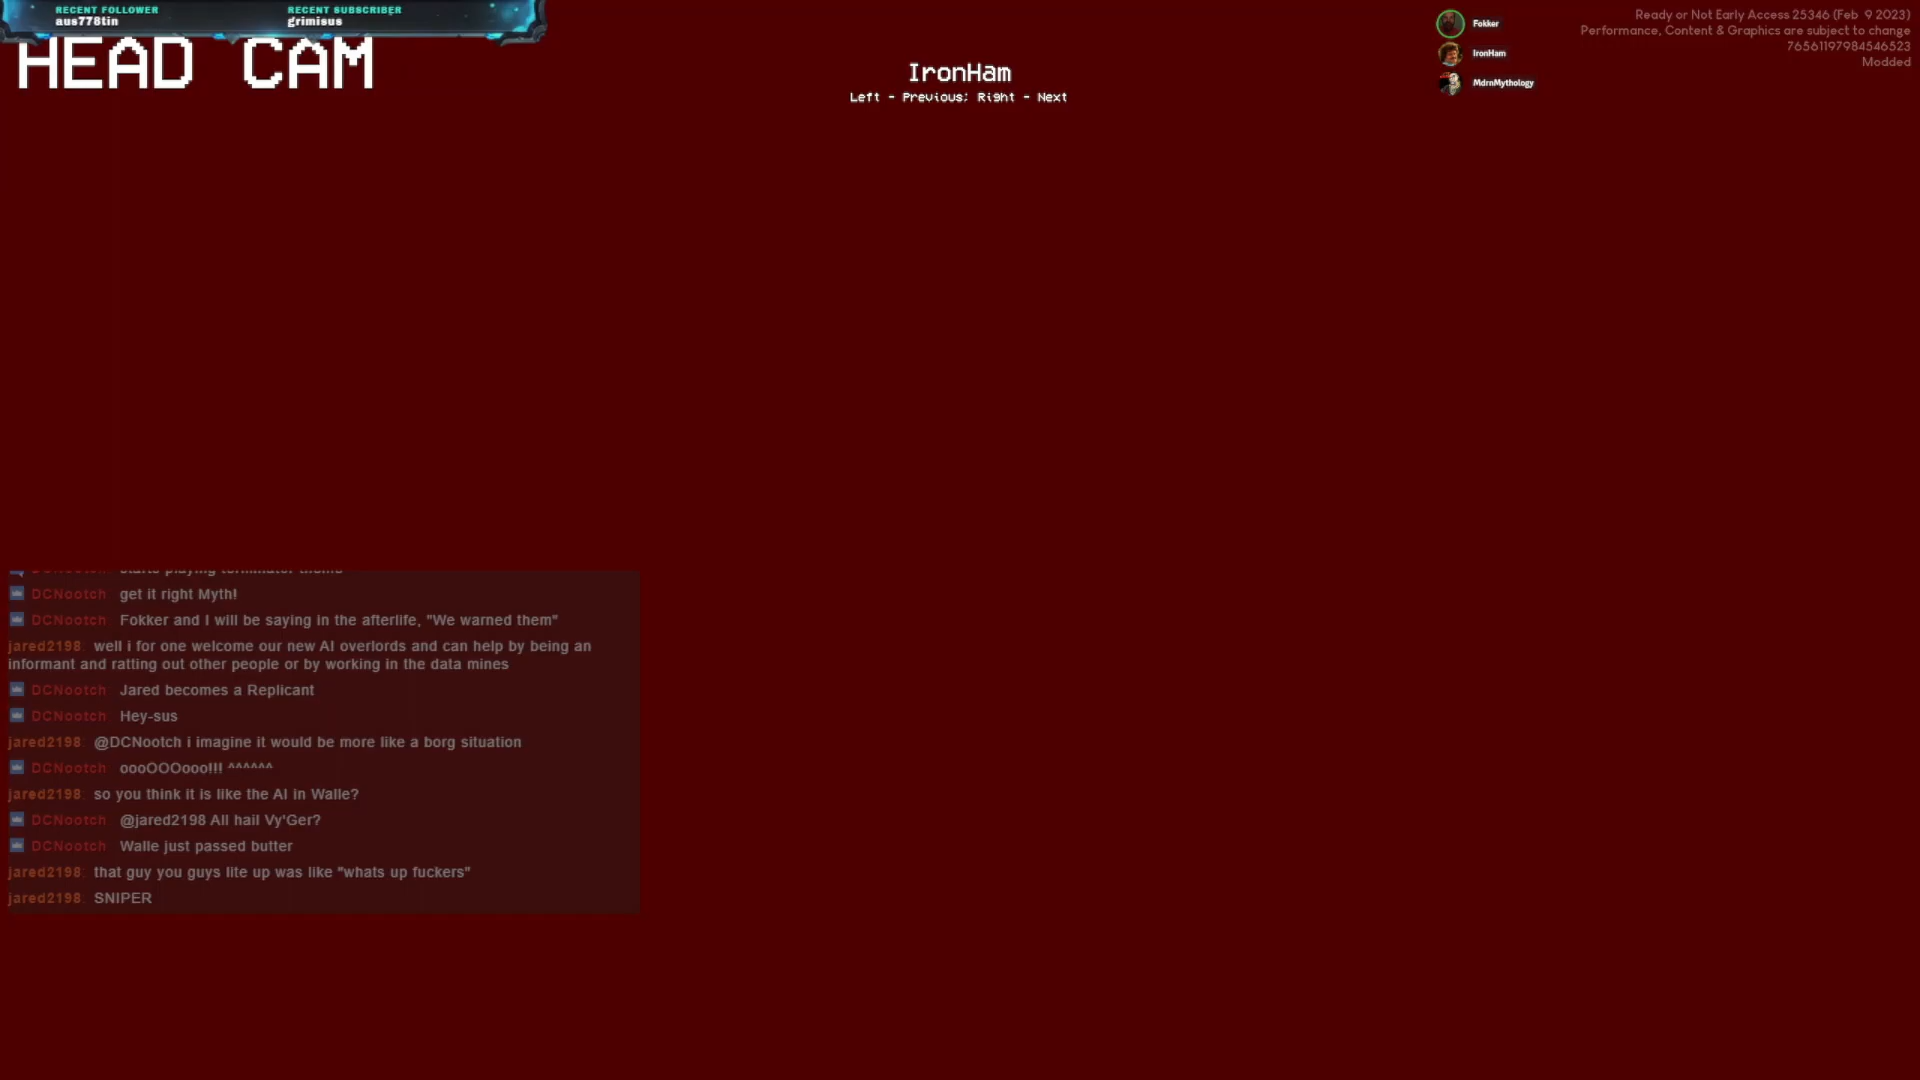 RECENT FOLLOWER
aus778tin
RECENT SUBSCRIBER
grimisus
HEAD CAM
IronHam
Left - Previous; Right - Next
Fokker
IronHam
MdrnMythology
Ready or Not Early Access 25346 (Feb 9 2023)
Performance, Content & Graphics are subject to change
76561197984546523
Modded
DCNootch starts playing terminator theme
DCNootch get it right Myth!
DCNootch Fokker and I will be saying in the afterlife, "We warned them"
jared2198: well i for one welcome our new AI overlords and can help by being an
informant and ratting out other people or by working in the data mines
DCNootch Jared becomes a Replicant
DCNootch Hey-sus
jared2198: @DCNootch i imagine it would be more like a borg situation
DCNootch oooOOOooo!!! ^^^^^^
jared2198: so you think it is like the AI in Walle?
DCNootch @jared2198 All hail Vy'Ger?
DCNootch Walle just passed butter
jared2198: that guy you guys lite up was like "whats up fuckers"
jared2198: SNIPER